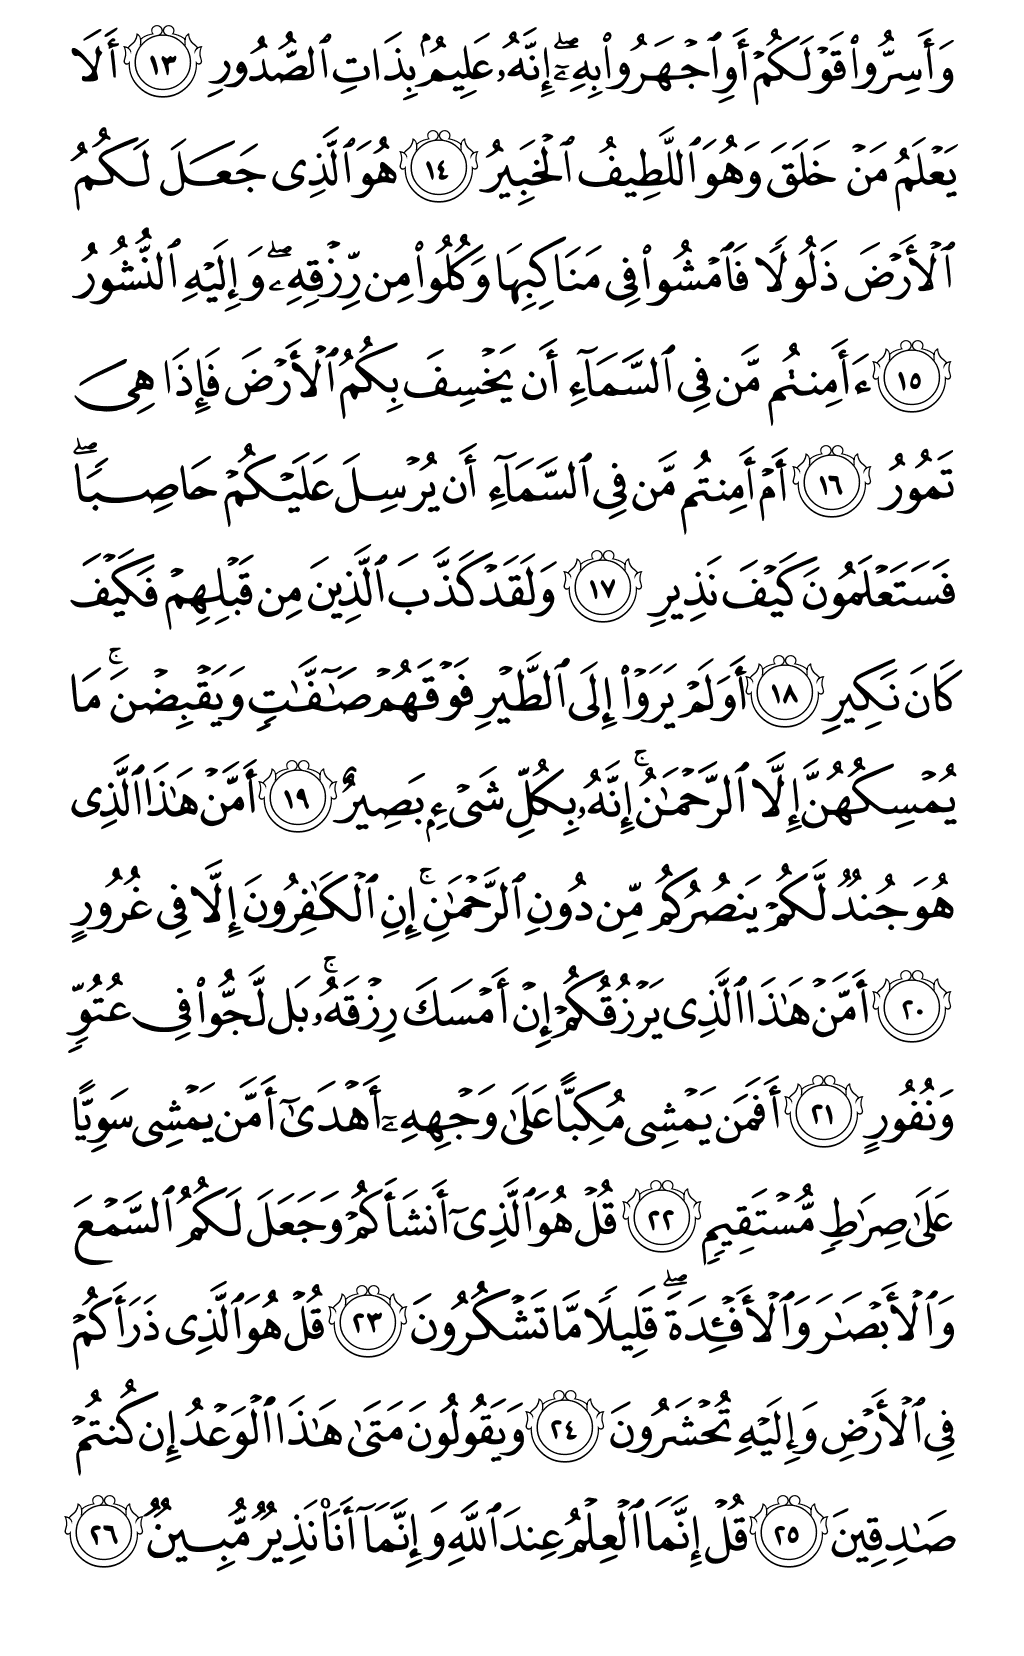 وَأَسِرُّوا۟ قَوْلَكُمْ أَوِ ٱجْهَرُوا۟ بِهِۦٓ ۖ إِنَّهُۥ عَلِيمٌۢ بِذَاتِ ٱلصُّدُورِ ١٣ أَلَا
يَعْلَمُ مَنْ خَلَقَ وَهُوَ ٱللَّطِيفُ ٱلْخَبِيرُ ١٤ هُوَ ٱلَّذِى جَعَلَ لَكُمُ
ٱلْأَرْضَ ذَلُولًا فَٱمْشُوا۟ فِى مَنَاكِبِهَا وَكُلُوا۟ مِن رِّزْقِهِۦ ۖ وَإِلَيْهِ ٱلنُّشُورُ
١٥ ءَأَمِنتُم مَّن فِى ٱلسَّمَآءِ أَن يَخْسِفَ بِكُمُ ٱلْأَرْضَ فَإِذَا هِىَ
تَمُورُ ١٦ أَمْ أَمِنتُم مَّن فِى ٱلسَّمَآءِ أَن يُرْسِلَ عَلَيْكُمْ حَاصِبًا ۖ
فَسَتَعْلَمُونَ كَيْفَ نَذِيرِ ١٧ وَلَقَدْ كَذَّبَ ٱلَّذِينَ مِن قَبْلِهِمْ فَكَيْفَ
كَانَ نَكِيرِ ١٨ أَوَلَمْ يَرَوْا۟ إِلَى ٱلطَّيْرِ فَوْقَهُمْ صَـٰٓفَّـٰتٍ وَيَقْبِضْنَ ۚ مَا
يُمْسِكُهُنَّ إِلَّا ٱلرَّحْمَـٰنُ ۚ إِنَّهُۥ بِكُلِّ شَىْءٍۭ بَصِيرٌ ١٩ أَمَّنْ هَـٰذَا ٱلَّذِى
هُوَ جُندٌ لَّكُمْ يَنصُرُكُم مِّن دُونِ ٱلرَّحْمَـٰنِ ۚ إِنِ ٱلْكَـٰفِرُونَ إِلَّا فِى غُرُورٍ
٢٠ أَمَّنْ هَـٰذَا ٱلَّذِى يَرْزُقُكُمْ إِنْ أَمْسَكَ رِزْقَهُۥ ۚ بَل لَّجُّوا۟ فِى عُتُوٍّ
وَنُفُورٍ ٢١ أَفَمَن يَمْشِى مُكِبًّا عَلَىٰ وَجْهِهِۦٓ أَهْدَىٰٓ أَمَّن يَمْشِى سَوِيًّا
عَلَىٰ صِرَٰطٍ مُّسْتَقِيمٍ ٢٢ قُلْ هُوَ ٱلَّذِىٓ أَنشَأَكُمْ وَجَعَلَ لَكُمُ ٱلسَّمْعَ
وَٱلْأَبْصَـٰرَ وَٱلْأَفْـِٔدَةَ ۖ قَلِيلًا مَّا تَشْكُرُونَ ٢٣ قُلْ هُوَ ٱلَّذِى ذَرَأَكُمْ
فِى ٱلْأَرْضِ وَإِلَيْهِ تُحْشَرُونَ ٢٤ وَيَقُولُونَ مَتَىٰ هَـٰذَا ٱلْوَعْدُ إِن كُنتُمْ
صَـٰدِقِينَ ٢٥ قُلْ إِنَّمَا ٱلْعِلْمُ عِندَ ٱللَّهِ وَإِنَّمَآ أَنَا۠ نَذِيرٌ مُّبِينٌ ٢٦